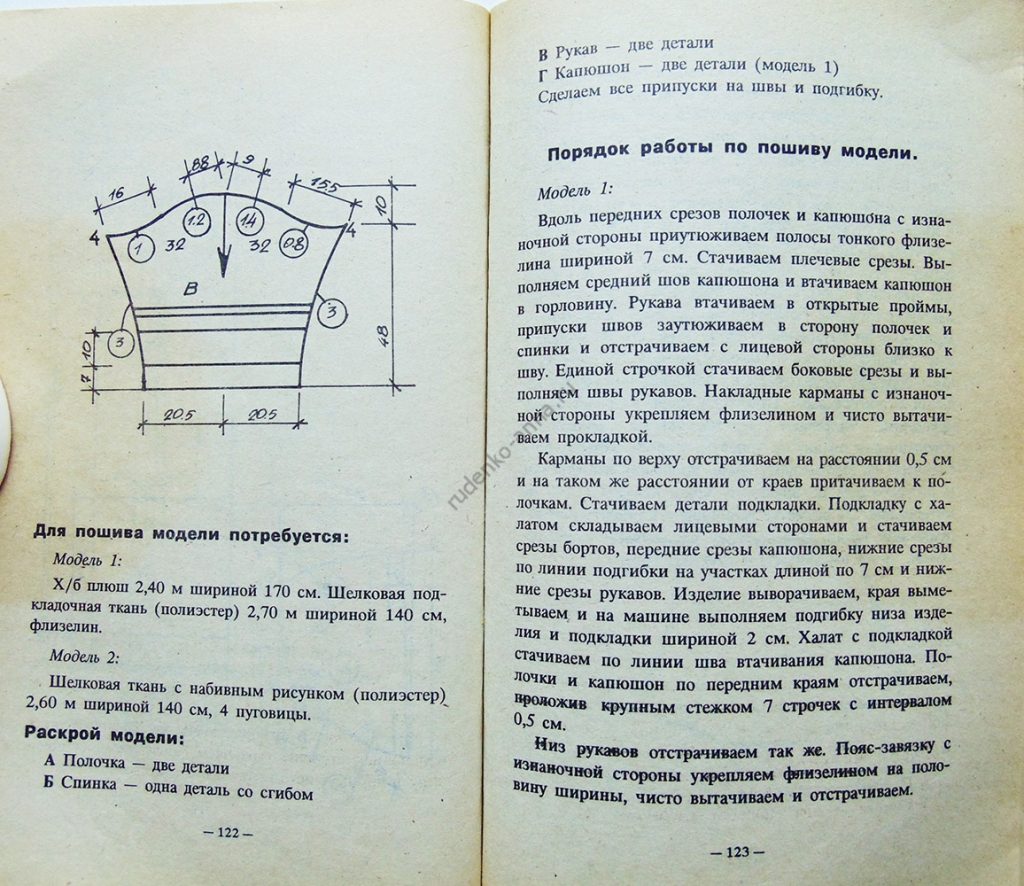 16
8.8
9
15.5
10
4
1
1.2
1.4
0.8
4
32
32
В
3
3
10
7
48
20.5
20.5
Для пошива модели потребуется:
Модель 1:
Х/б плюш 2,40 м шириной 170 см. Шелковая под-
кладочная ткань (полиэстер) 2,70 м шириной 140 см,
флизелин.
Модель 2:
Шелковая ткань с набивным рисунком (полиэстер)
2,60 м шириной 140 см, 4 пуговицы.
Раскрой модели:
А Полочка — две детали
Б Спинка — одна деталь со сгибом
— 122 —
В Рукав — две детали
Г Капюшон — две детали (модель 1)
Сделаем все припуски на швы и подгибку.
Порядок работы по пошиву модели.
Модель 1:
Вдоль передних срезов полочек и капюшона с изна-
ночной стороны приутюживаем полосы тонкого флизе-
лина шириной 7 см. Стачиваем плечевые срезы. Вы-
полняем средний шов капюшона и втачиваем капюшон
в горловину. Рукава втачиваем в открытые проймы,
припуски швов заутюживаем в сторону полочек и
спинки и отстрачиваем с лицевой стороны близко к
шву. Единой строчкой стачиваем боковые срезы и вы-
полняем швы рукавов. Накладные карманы с изнаноч-
ной стороны укрепляем флизелином и чисто вытачи-
ваем прокладкой.
Карманы по верху отстрачиваем на расстоянии 0,5 см
и на таком же расстоянии от краев притачиваем к по-
лочкам. Стачиваем детали подкладки. Подкладку с ха-
латом складываем лицевыми сторонами и стачиваем
срезы бортов, передние срезы капюшона, нижние срезы
по линии подгибки на участках длиной по 7 см и ниж-
ние срезы рукавов. Изделие выворачиваем, края выме-
тываем и на машине выполняем подгибку низа изде-
лия и подкладки шириной 2 см. Халат с подкладкой
стачиваем по линии шва втачивания капюшона. По-
лочки и капюшон по передним краям отстрачиваем,
проложив крупным стежком 7 строчек с интервалом
0,5 см.
Низ рукавов отстрачиваем так же. Пояс-завязку с
изнаночной стороны укрепляем флизелином на поло-
вину ширины, чисто вытачиваем и отстрачиваем.
— 123 —
rudenko-anna.ru